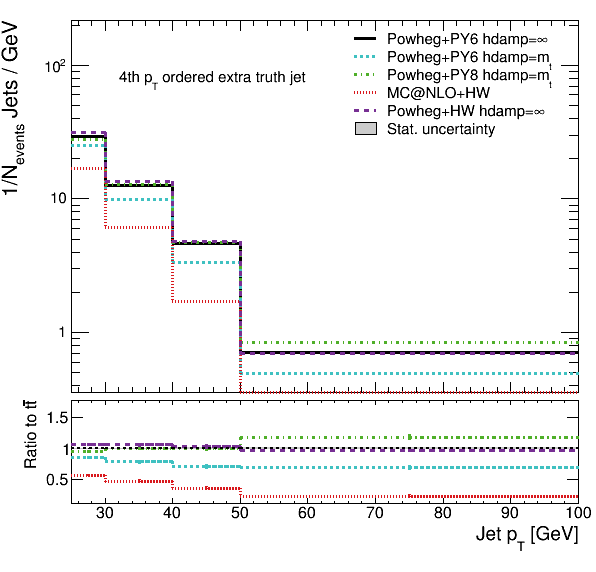 1/N_events Jets / GeV
10²
10
1
4th p_T ordered extra truth jet
Powheg+PY6 hdamp=∞
Powheg+PY6 hdamp=m_t
Powheg+PY8 hdamp=m_t
MC@NLO+HW
Powheg+HW hdamp=∞
Stat. uncertainty
Ratio to tt̄
1.5
1
0.5
30 40 50 60 70 80 90 100
Jet p_T [GeV]